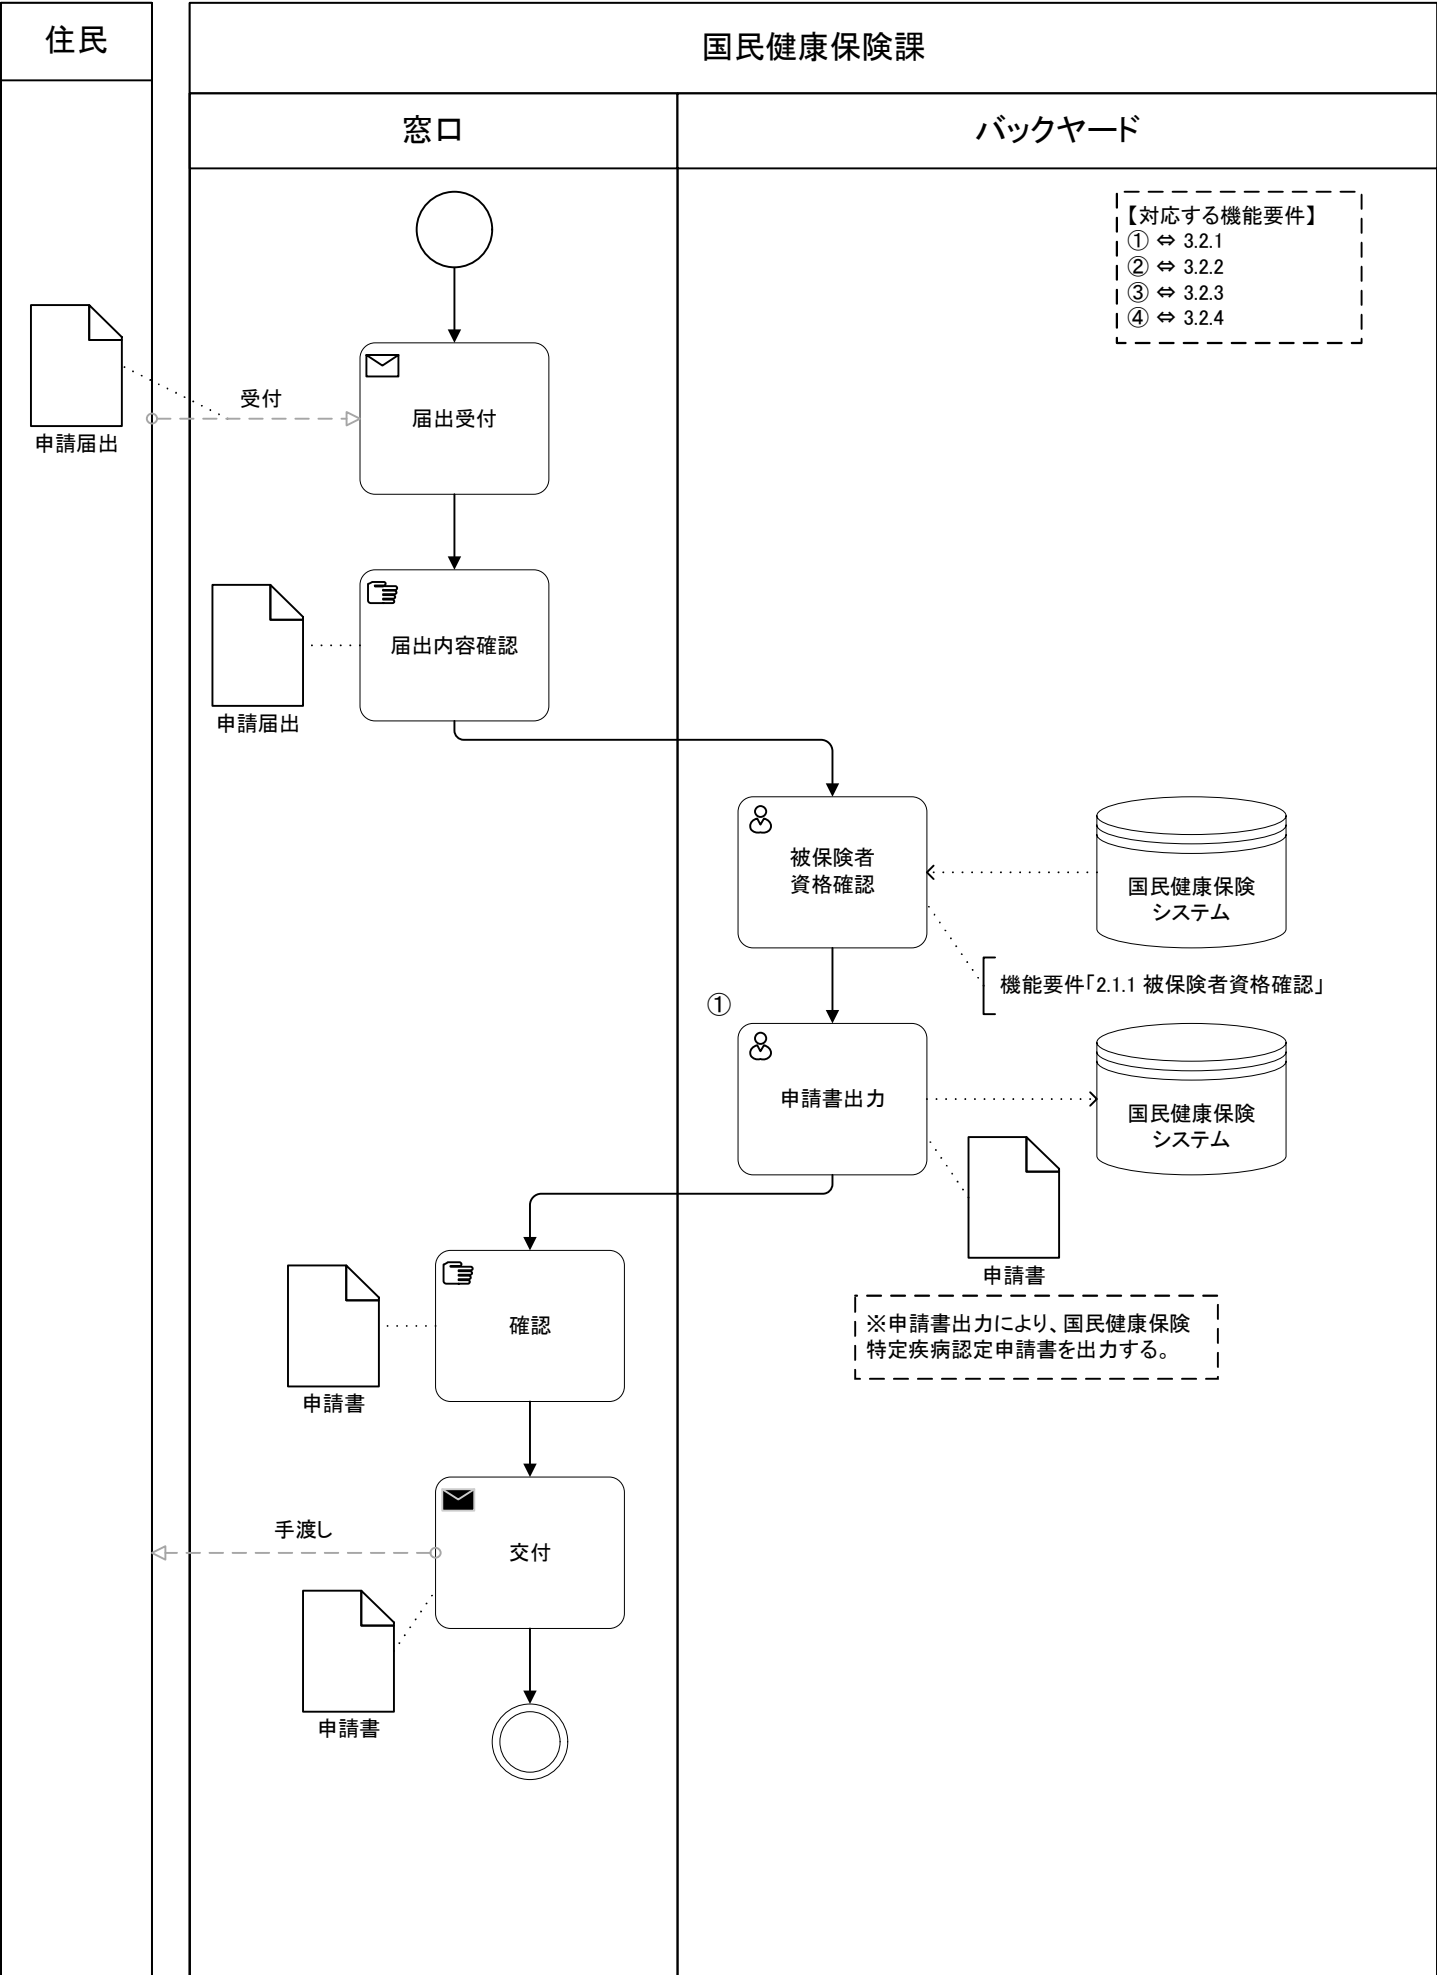 住民
国民健康保険課
窓口
バックヤード
【対応する機能要件】
① ⇔ 3.2.1
② ⇔ 3.2.2
③ ⇔ 3.2.3
④ ⇔ 3.2.4
申請届出
受付
届出受付
届出内容確認
申請届出
被保険者
資格確認
国民健康保険
システム
機能要件「2.1.1 被保険者資格確認」
①
申請書出力
国民健康保険
システム
申請書
※申請書出力により、国民健康保険
特定疾病認定申請書を出力する。
確認
申請書
手渡し
交付
申請書